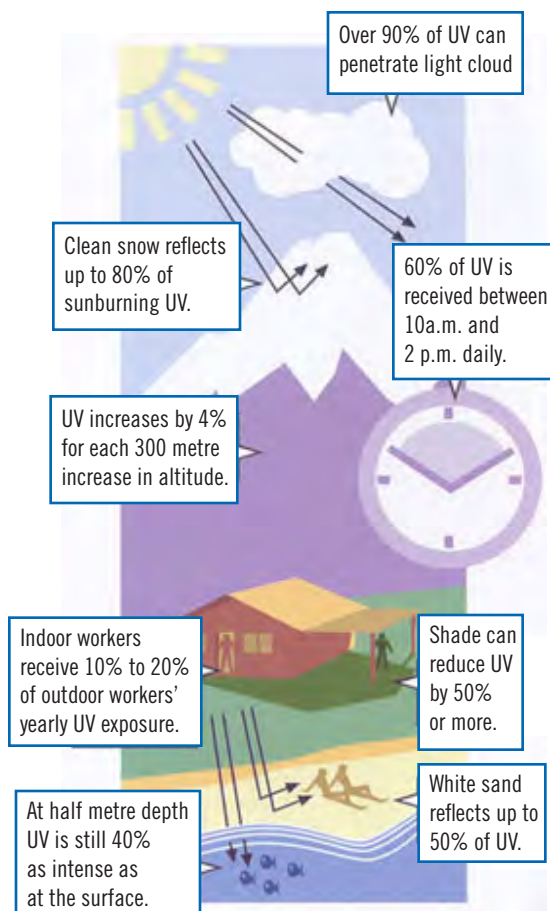 Over 90% of UV can
penetrate light cloud
Clean snow reflects
up to 80% of
sunburning UV.
60% of UV is
received between
10a.m. and
2 p.m. daily.
UV increases by 4%
for each 300 metre
increase in altitude.
Indoor workers
receive 10% to 20%
of outdoor workers'
yearly UV exposure.
Shade can
reduce UV
by 50%
or more.
At half metre depth
UV is still 40%
as intense as
at the surface.
White sand
reflects up to
50% of UV.